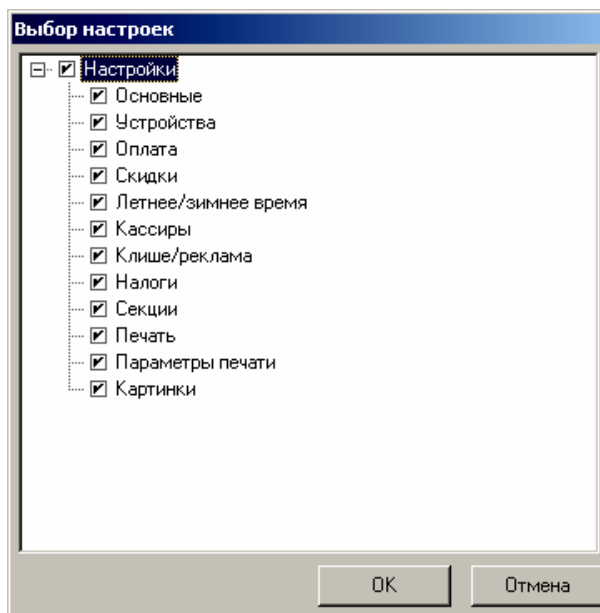 Выбор настроек
Настройки
Основные
Устройства
Оплата
Скидки
Летнее/зимнее время
Кассиры
Клише/реклама
Налоги
Секции
Печать
Параметры печати
Картинки
OK
Отмена